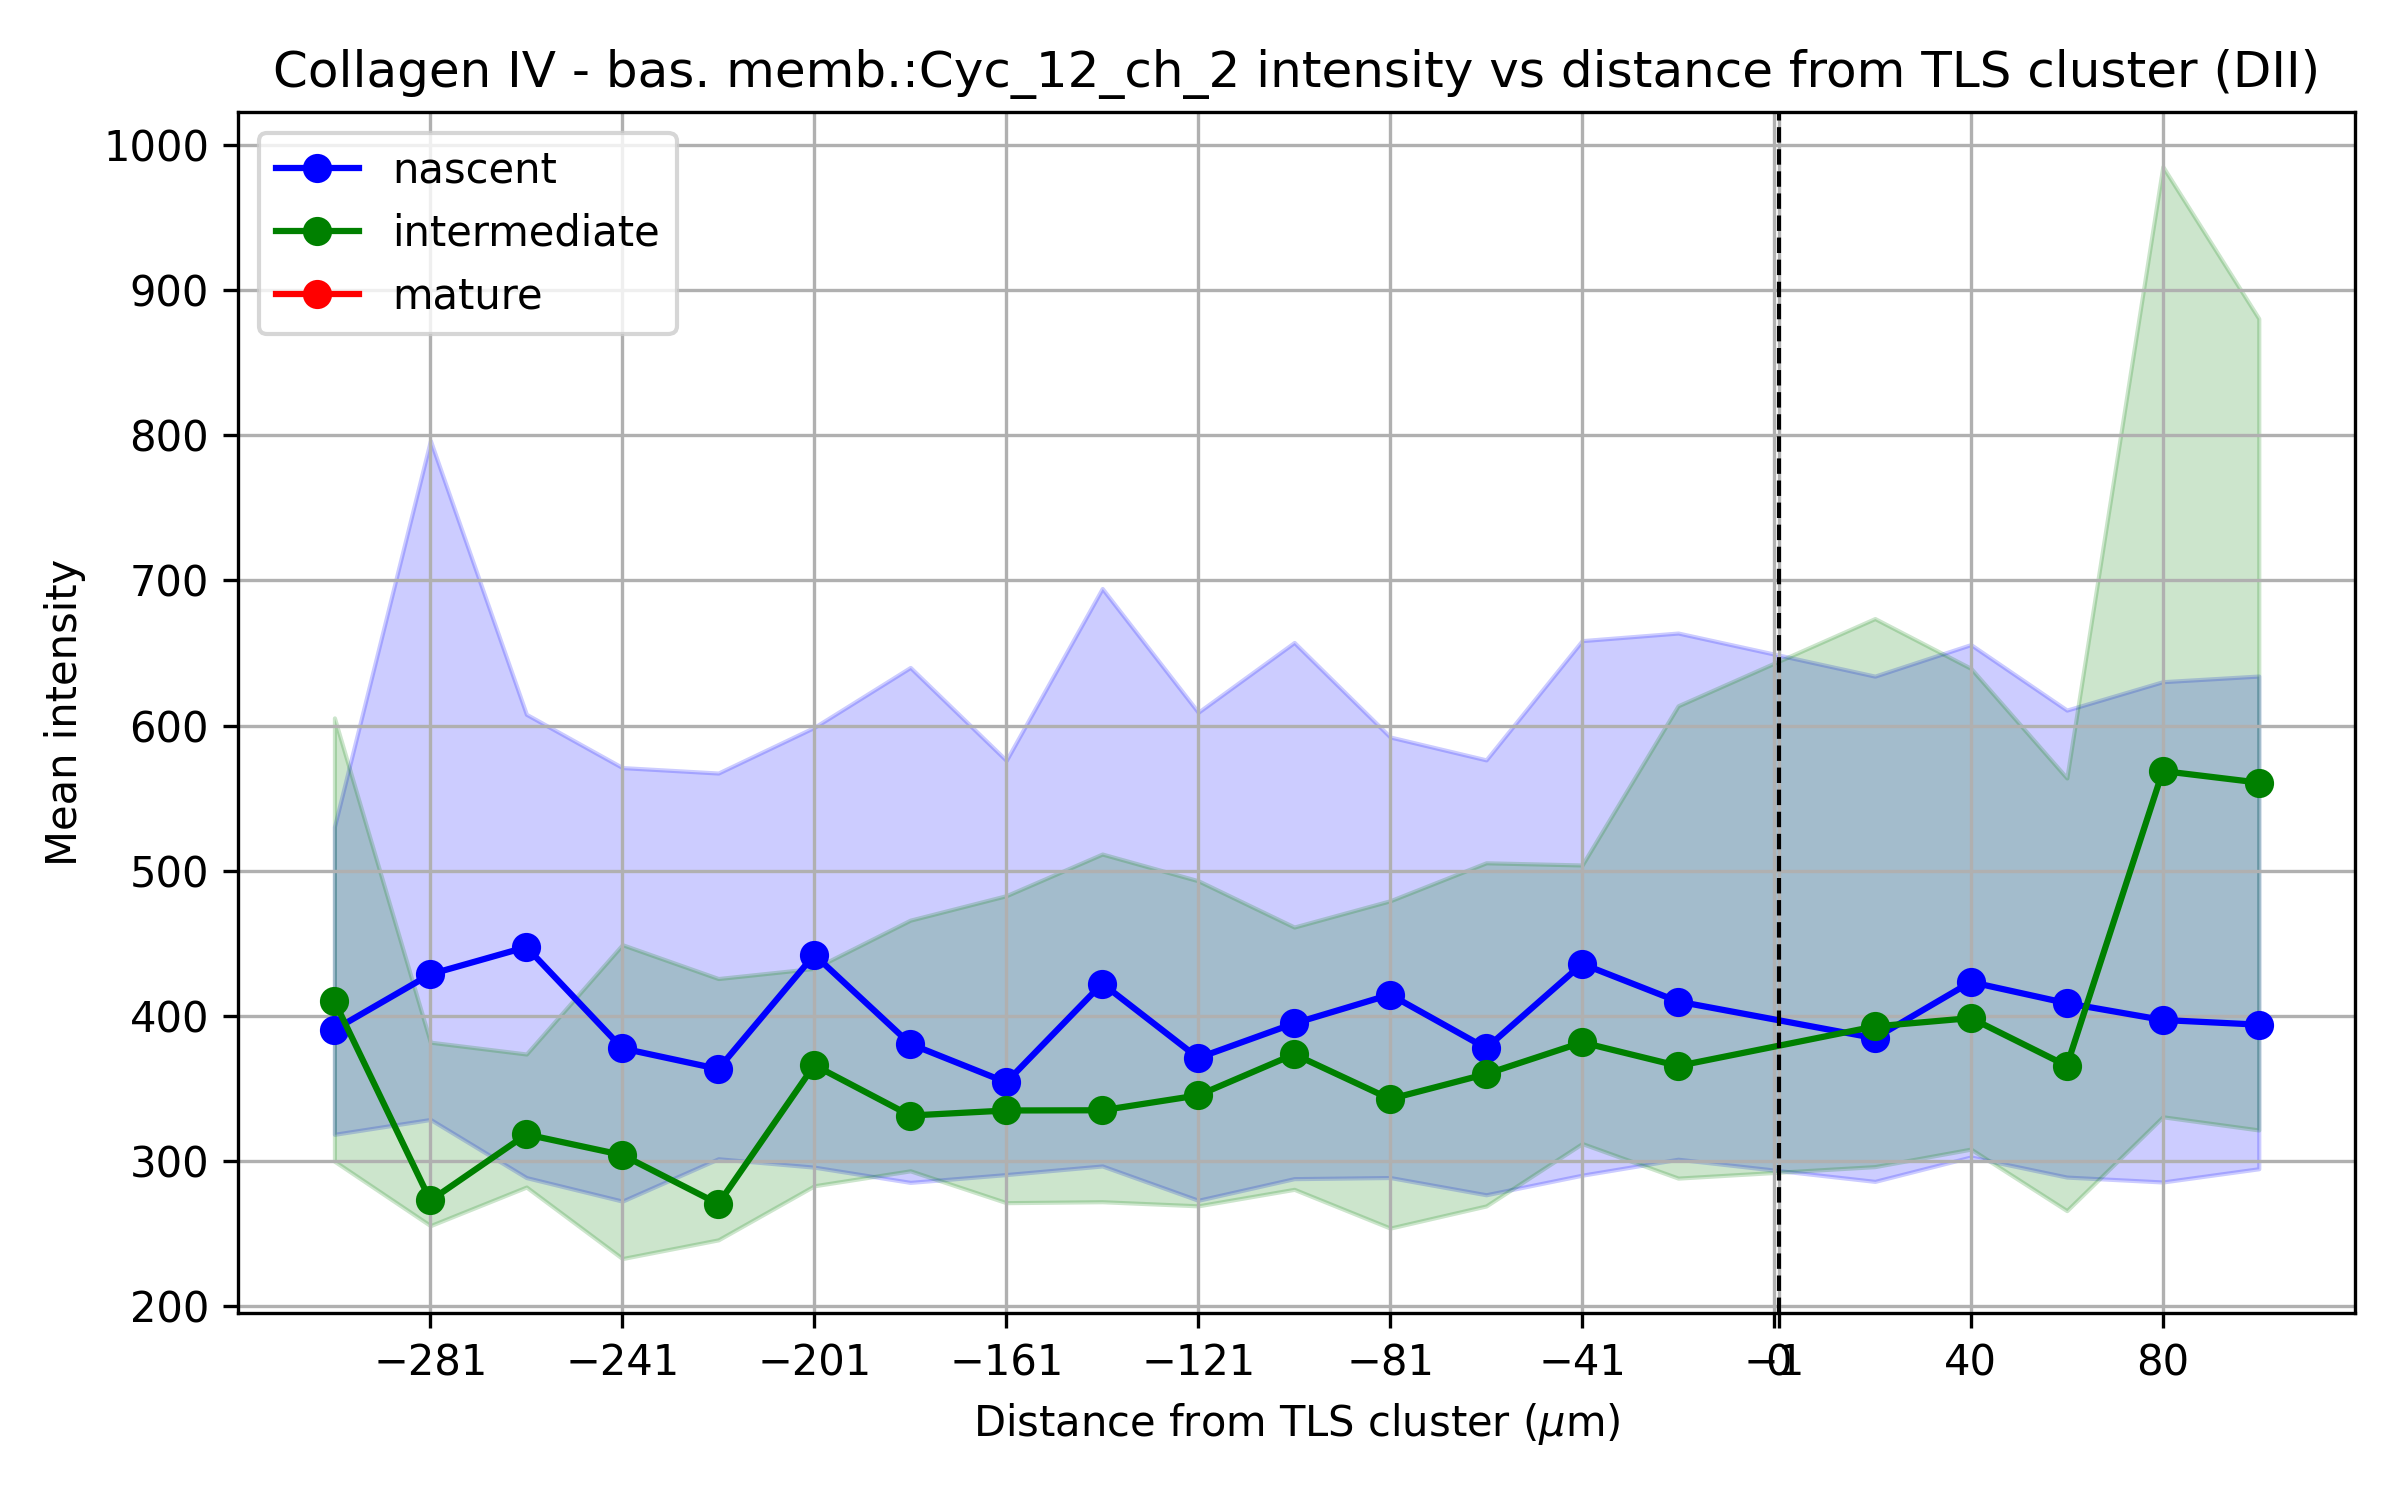 Collagen IV - bas. memb.:Cyc_12_ch_2 intensity vs distance from TLS cluster (DII)
nascent
intermediate
mature
Mean intensity
1000
900
800
700
600
500
400
300
200
−281 −241 −201 −161 −121 −81 −41 −1 0 40 80
Distance from TLS cluster (μm)